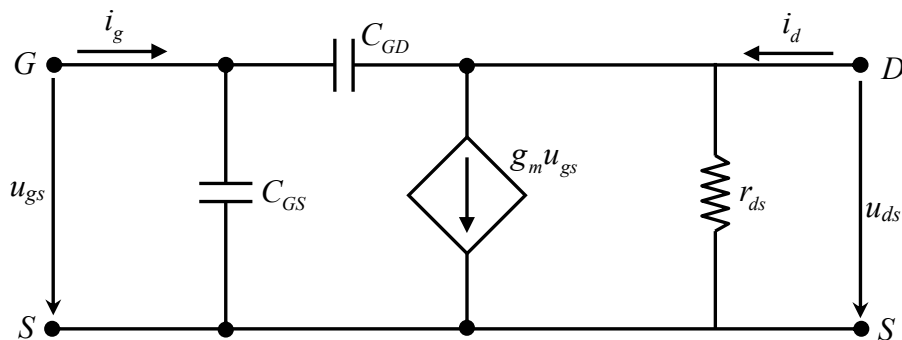 i_g
C_GD
i_d
G
D
u_gs
C_GS
g_m u_gs
r_ds
u_ds
S
S